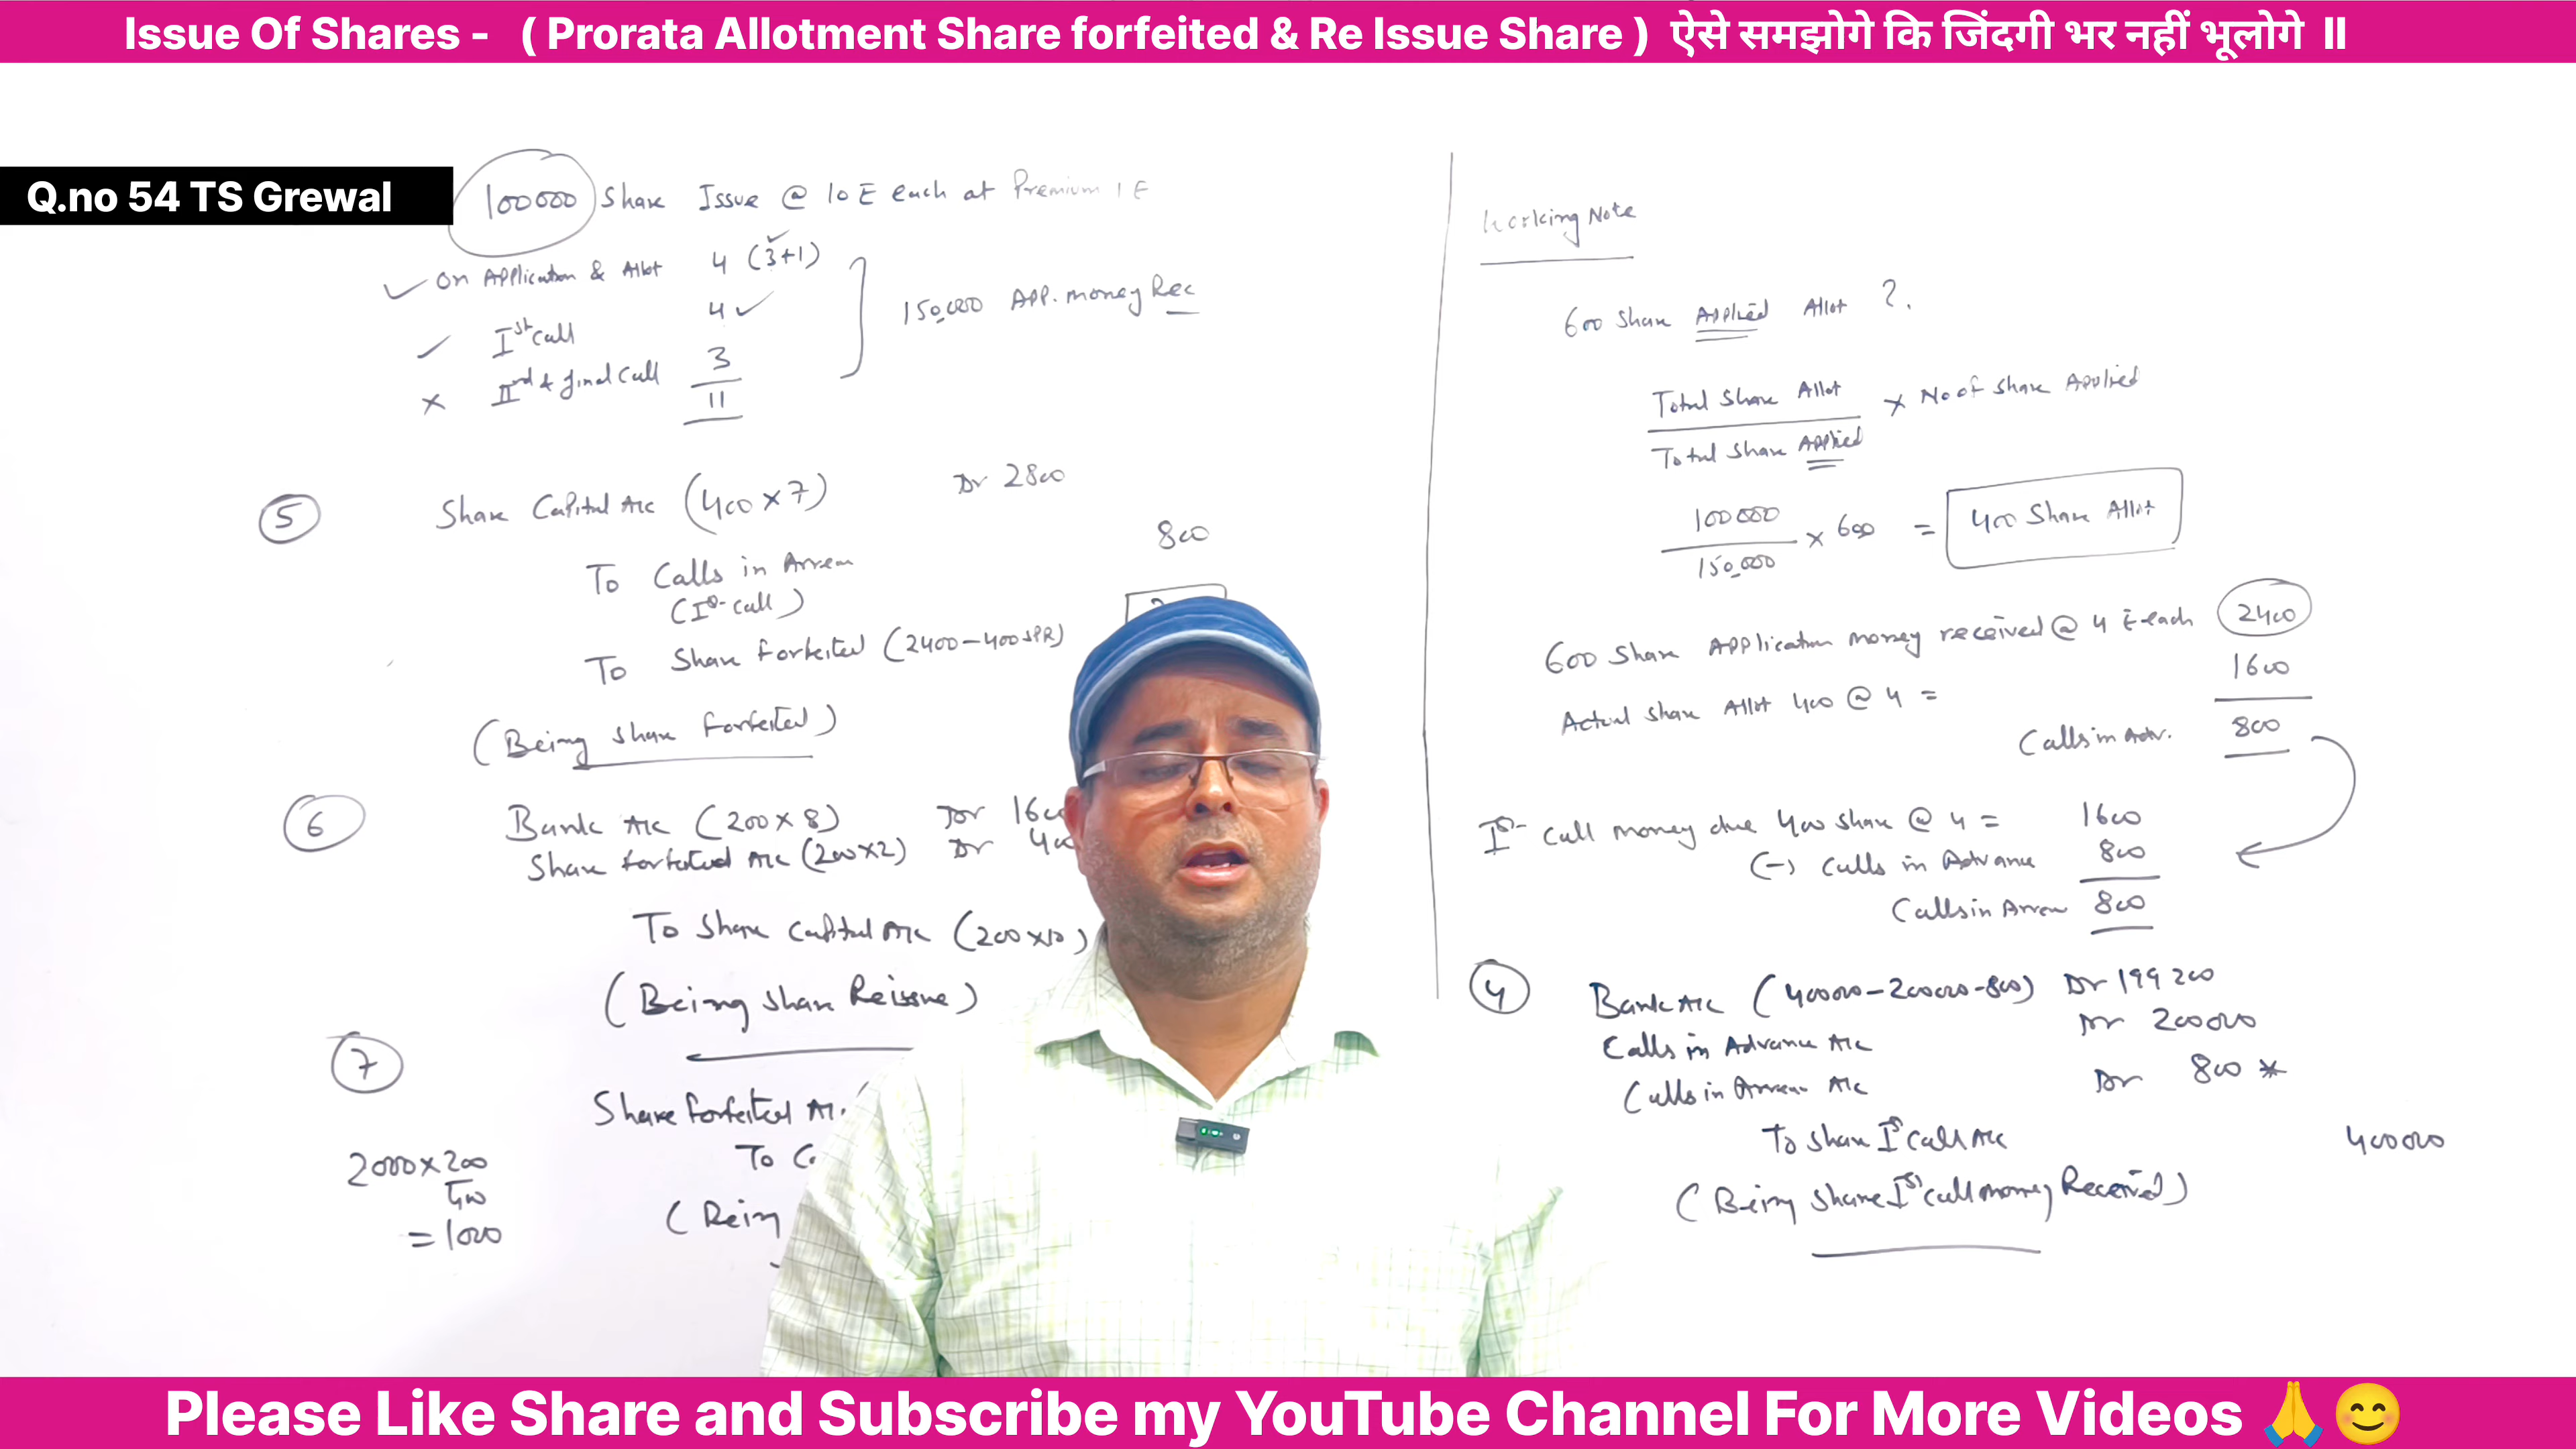 Issue Of Shares - ( Prorata Allotment Share forfeited & Re Issue Share ) ऐसे समझोगे कि जिंदगी भर नहीं भूलोगे ॥
Q.no 54 TS Grewal
100000 Share Issue @ 10 E each at Premium 1 E
On Application & Allot 4 (3+1)
Ist call 4
IInd & final call 3
11
150,000 App. money Rec
5 Share Capital A/c (400 × 7) Dr 2800
To Calls in Arrear 800
(Ist call)
To Share forfeited (2400-400 SPR)
(Being share forfeited)
6 Bank A/c (200 × 8) Dr
Share forfeited A/c (200×2) Dr
To Share Capital A/c (200×10)
(Being share Reissue)
7 Share forfeited
To
(Being
2000×200
400
= 1000
Working Note
600 Share Applied Allot ?
Total Share Allot × No of Share Applied
Total Share Applied
100000 × 600 = 400 Share Allot
150,000
600 Share Application money received @ 4 E each 2400
Actual Share Allot 400 @ 4 = 1600
Calls in Adv. 800
Ist call money due 400 share @ 4 = 1600
(-) Calls in Advance 800
Calls in Arrear 800
4 Bank A/c (400000-200000-800) Dr 199200
Calls in Advance A/c Dr 200000
Calls in Arrear A/c Dr 800 *
To Share Ist Call A/c 400000
(Being Share Ist call money Received)
Please Like Share and Subscribe my YouTube Channel For More Videos 🙏😊